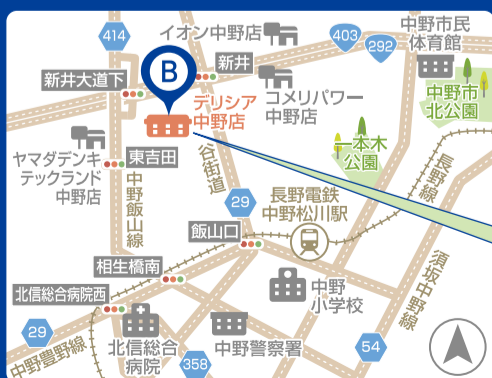 414
イオン中野店
403
292
中野市民
体育館
B
新井
新井大道下
コメリパワー
中野店
デリシア
中野店
中野市
北公園
一本木
公園
ヤマダデンキ
テックランド
中野店
東吉田
谷街道
長野線
中野飯山線
29
長野電鉄
中野松川駅
飯山口
須坂中野線
相生橋南
中野
小学校
北信総合病院西
29
中野豊野線
北信総合
病院
358
中野警察署
54